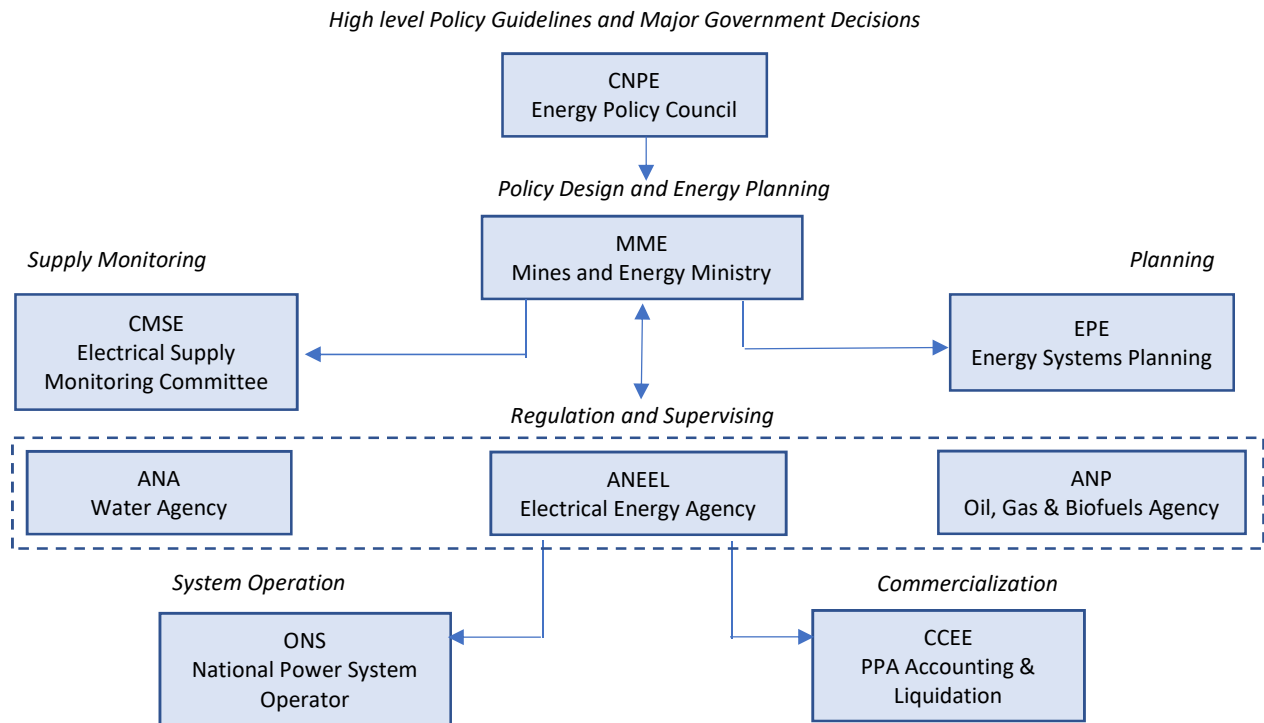 High level Policy Guidelines and Major Government Decisions
CNPE
Energy Policy Council
Policy Design and Energy Planning
MME
Mines and Energy Ministry
Supply Monitoring
Planning
CMSE
Electrical Supply
Monitoring Committee
EPE
Energy Systems Planning
Regulation and Supervising
ANA
Water Agency
ANEEL
Electrical Energy Agency
ANP
Oil, Gas & Biofuels Agency
System Operation
Commercialization
ONS
National Power System
Operator
CCEE
PPA Accounting &
Liquidation